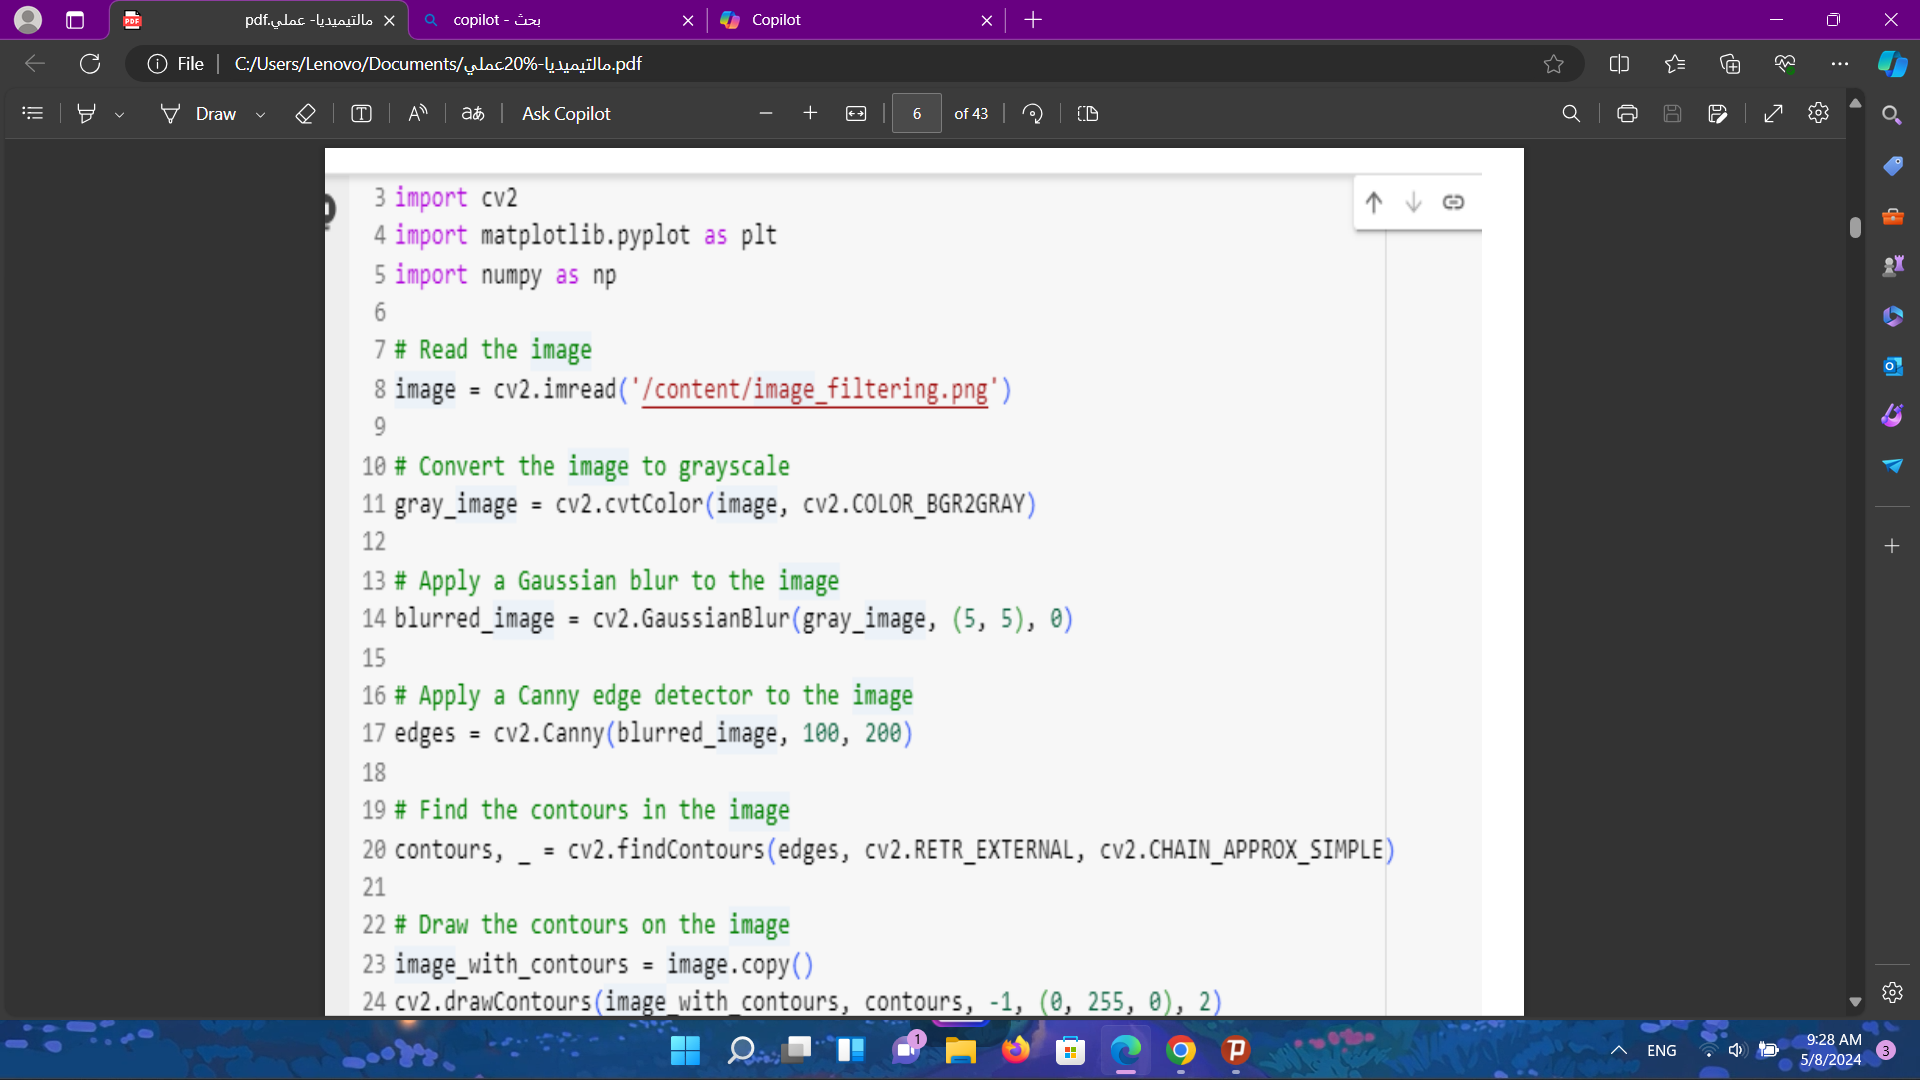 مالتيميديا- عملي.pdf
copilot - بحث
Copilot
File
C:/Users/Lenovo/Documents/مالتيميديا-%20عملي.pdf
Draw
Ask Copilot
6 of 43
3 import cv2
4 import matplotlib.pyplot as plt
5 import numpy as np
6
7 # Read the image
8 image = cv2.imread('/content/image_filtering.png')
9
10 # Convert the image to grayscale
11 gray_image = cv2.cvtColor(image, cv2.COLOR_BGR2GRAY)
12
13 # Apply a Gaussian blur to the image
14 blurred_image = cv2.GaussianBlur(gray_image, (5, 5), 0)
15
16 # Apply a Canny edge detector to the image
17 edges = cv2.Canny(blurred_image, 100, 200)
18
19 # Find the contours in the image
20 contours, _ = cv2.findContours(edges, cv2.RETR_EXTERNAL, cv2.CHAIN_APPROX_SIMPLE)
21
22 # Draw the contours on the image
23 image_with_contours = image.copy()
24 cv2.drawContours(image_with_contours, contours, -1, (0, 255, 0), 2)
1
ENG
9:28 AM
5/8/2024
3